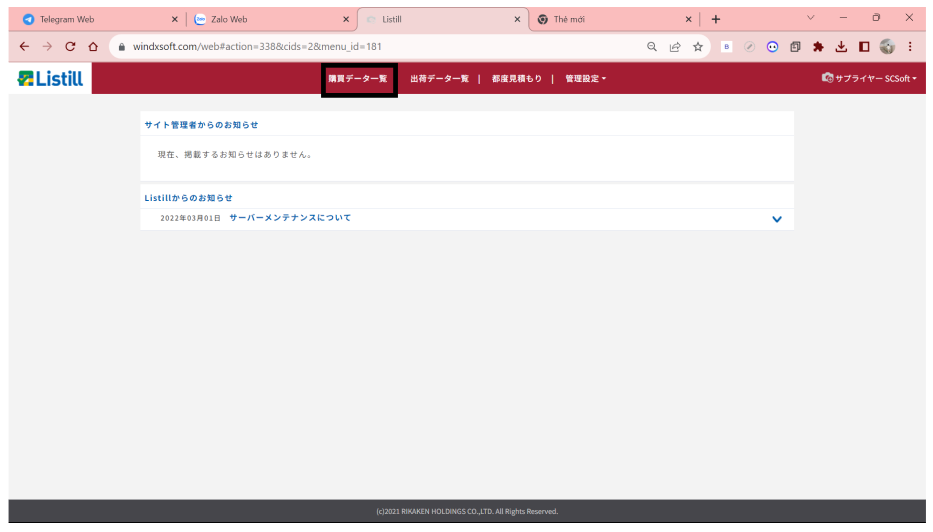 Telegram Web
Zalo Web
Listill
Thẻ mới
windxsoft.com/web#action=338&cids=2&menu_id=181
Listill
購買データ一覧 出荷データ一覧 | 都度見積もり | 管理設定
サプライヤー SCSoft
サイト管理者からのお知らせ
現在、掲載するお知らせはありません。
Listillからのお知らせ
2022年03月01日 サーバーメンテナンスについて
(c)2021 RIKAKEN HOLDINGS CO.,LTD. All Rights Reserved.